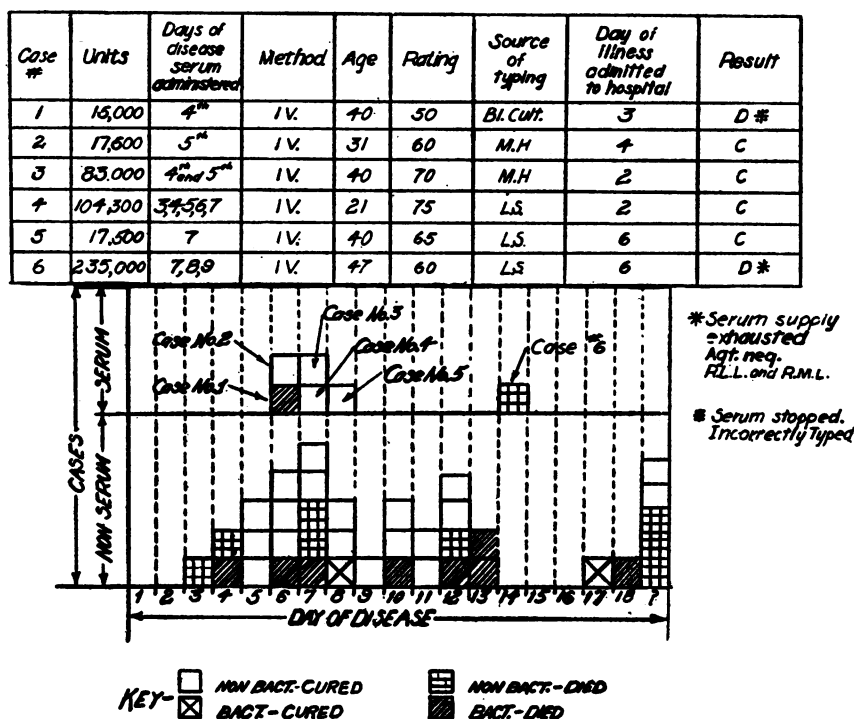 Case # | Units | Days of disease serum administered | Method | Age | Rating | Source of typing | Day of illness admitted to hospital | Result
1 | 16,000 | 4th | I V. | 40 | 50 | Bl. Cult. | 3 | D *
2 | 17,600 | 5th | I V. | 31 | 60 | M.H | 4 | C
3 | 83.000 | 4th and 5th | I V. | 40 | 70 | M.H | 2 | C
4 | 104,300 | 3,4,5,6,7 | I V. | 21 | 75 | L.S. | 2 | C
5 | 17,500 | 7 | I V. | 40 | 65 | L.S. | 6 | C
6 | 235,000 | 7,8,9 | I V. | 47 | 60 | L.S | 6 | D *
CASES
SERUM
NON SERUM
Case No.3
Case No.2
Case No.4
Case No.1
Case No.5
Case #6
* Serum supply
exhausted
Agt. neg.
R.L.L. and R.M.L.
* Serum stopped.
Incorrectly Typed
1 2 3 4 5 6 7 8 9 10 11 12 13 14 15 16 17 18 ?
DAY OF DISEASE
KEY-
NON BACT.-CURED
NON BACT.-DIED
BACT.-CURED
BACT.-DIED